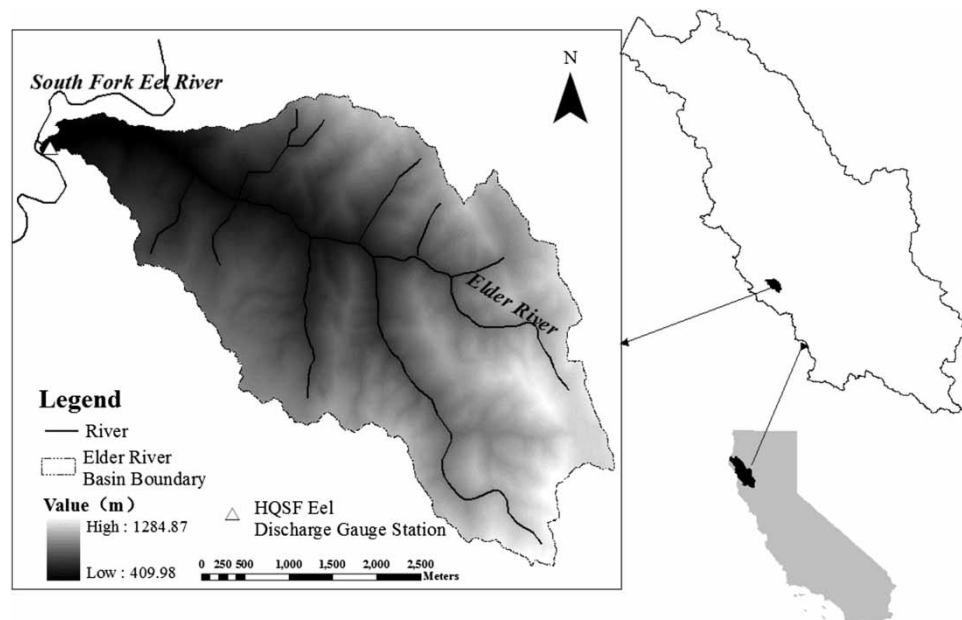 South Fork Eel River
N
Elder River
Legend
River
Elder River
Basin Boundary
Value (m)
High : 1284.87
Low : 409.98
HQSF Eel
Discharge Gauge Station
0 250 500 1,000 1,500 2,000 2,500
Meters